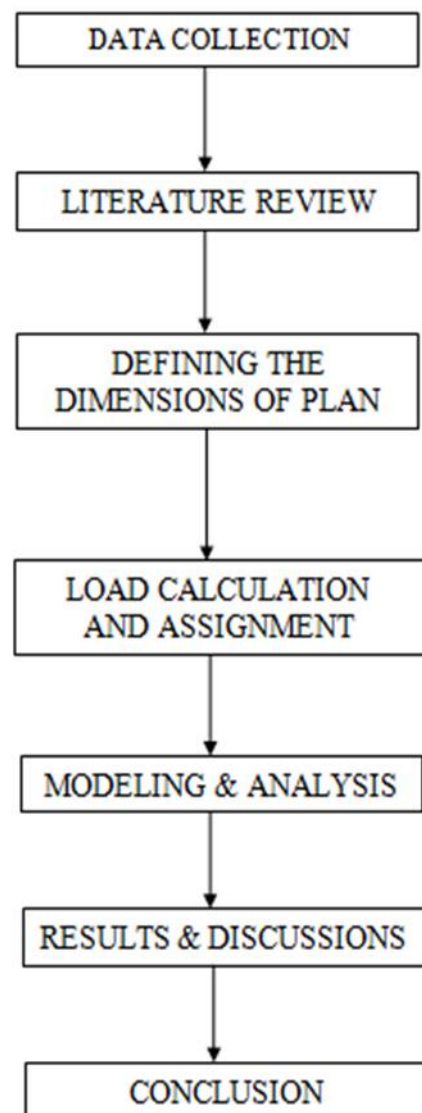 DATA COLLECTION
LITERATURE REVIEW
DEFINING THE
DIMENSIONS OF PLAN
LOAD CALCULATION
AND ASSIGNMENT
MODELING & ANALYSIS
RESULTS & DISCUSSIONS
CONCLUSION